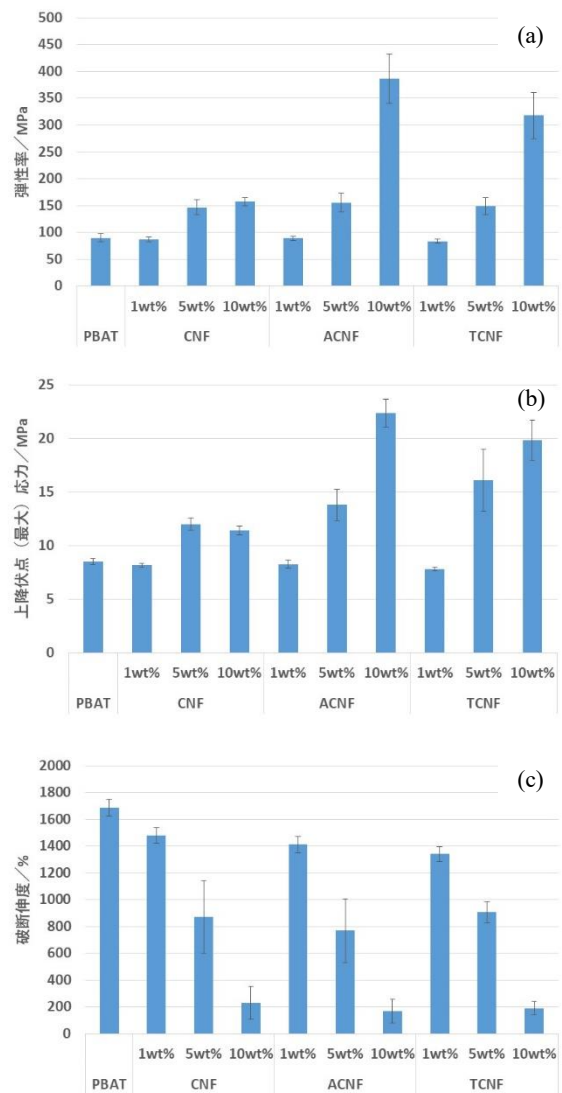 (a)
弾性率／MPa
500
450
400
350
300
250
200
150
100
50
0
1wt% 5wt% 10wt% 1wt% 5wt% 10wt% 1wt% 5wt% 10wt%
PBAT CNF ACNF TCNF
(b)
上降伏点（最大）応力／MPa
25
20
15
10
5
0
1wt% 5wt% 10wt% 1wt% 5wt% 10wt% 1wt% 5wt% 10wt%
PBAT CNF ACNF TCNF
(c)
破断伸度／%
2000
1800
1600
1400
1200
1000
800
600
400
200
0
1wt% 5wt% 10wt% 1wt% 5wt% 10wt% 1wt% 5wt% 10wt%
PBAT CNF ACNF TCNF